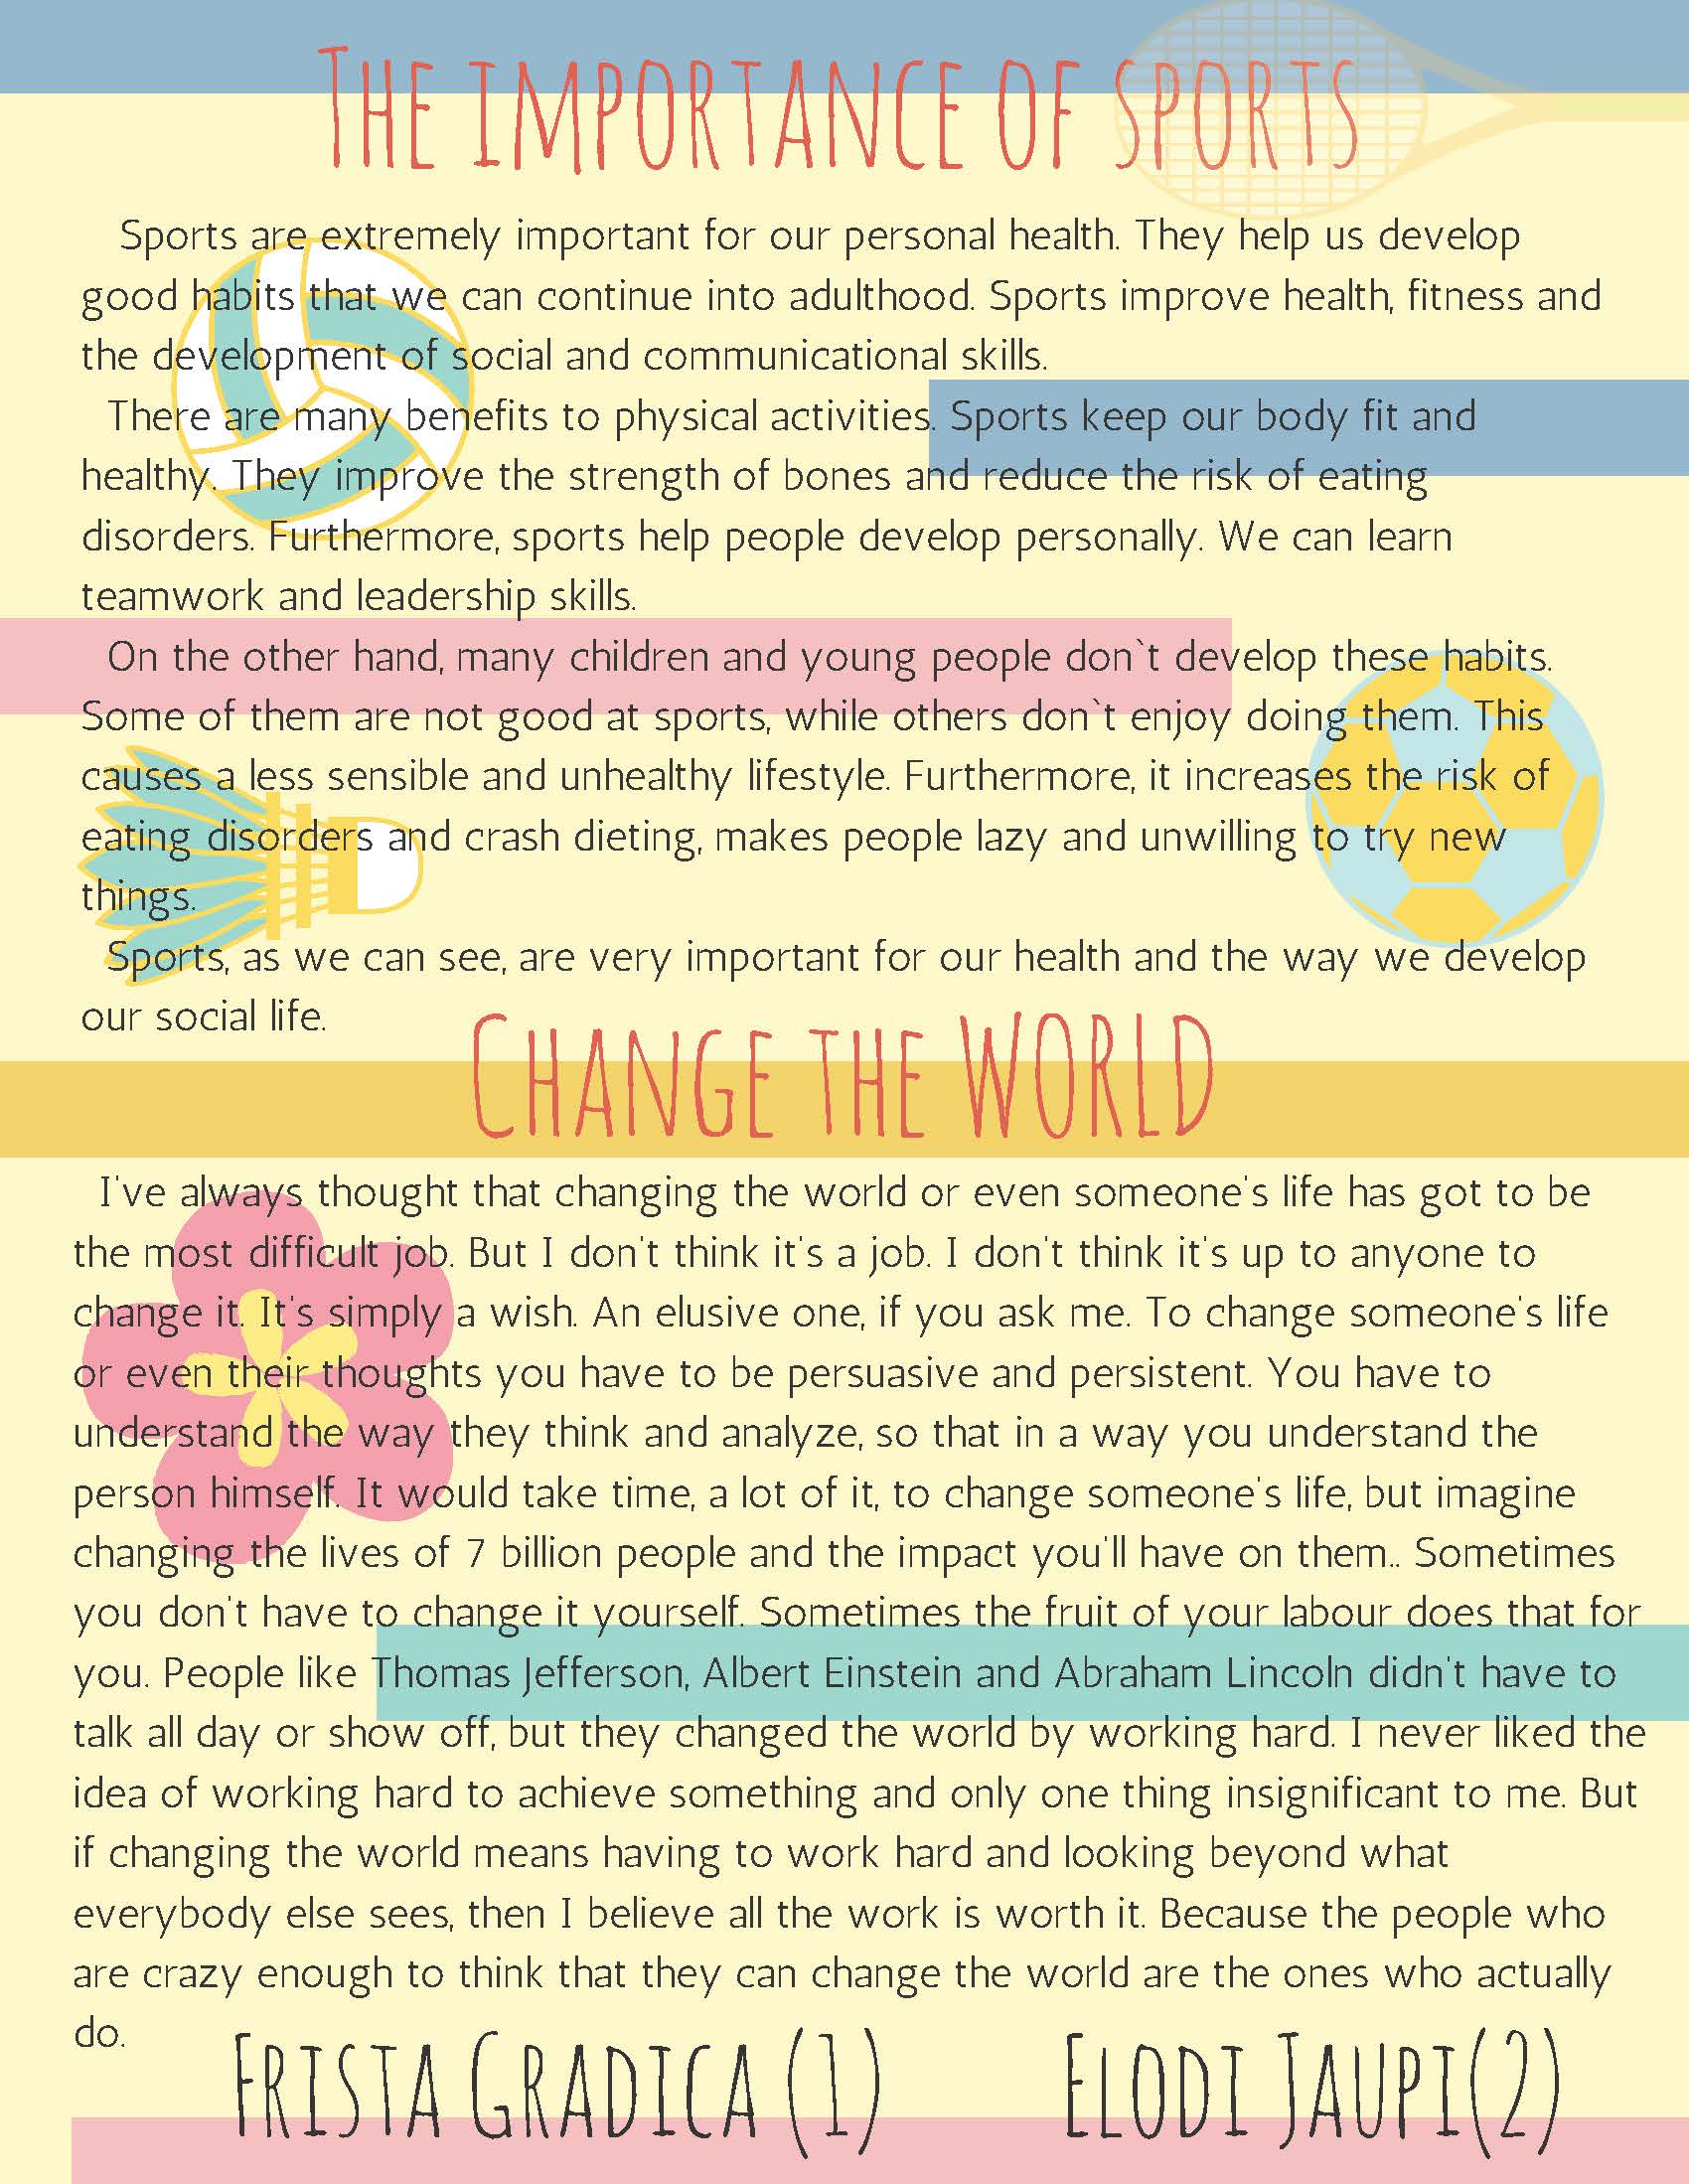 The importance of sports
Sports are extremely important for our personal health. They help us develop
good habits that we can continue into adulthood. Sports improve health, fitness and
the development of social and communicational skills.
There are many benefits to physical activities. Sports keep our body fit and
healthy. They improve the strength of bones and reduce the risk of eating
disorders. Furthermore, sports help people develop personally. We can learn
teamwork and leadership skills.
On the other hand, many children and young people don`t develop these habits.
Some of them are not good at sports, while others don`t enjoy doing them. This
causes a less sensible and unhealthy lifestyle. Furthermore, it increases the risk of
eating disorders and crash dieting, makes people lazy and unwilling to try new
things.
Sports, as we can see, are very important for our health and the way we develop
our social life.
Change the WORLD
I've always thought that changing the world or even someone's life has got to be
the most difficult job. But I don't think it's a job. I don't think it's up to anyone to
change it. It's simply a wish. An elusive one, if you ask me. To change someone's life
or even their thoughts you have to be persuasive and persistent. You have to
understand the way they think and analyze, so that in a way you understand the
person himself. It would take time, a lot of it, to change someone's life, but imagine
changing the lives of 7 billion people and the impact you'll have on them.. Sometimes
you don't have to change it yourself. Sometimes the fruit of your labour does that for
you. People like Thomas Jefferson, Albert Einstein and Abraham Lincoln didn't have to
talk all day or show off, but they changed the world by working hard. I never liked the
idea of working hard to achieve something and only one thing insignificant to me. But
if changing the world means having to work hard and looking beyond what
everybody else sees, then I believe all the work is worth it. Because the people who
are crazy enough to think that they can change the world are the ones who actually
do.
Frista Gradica (1) Elodi Jaupi(2)